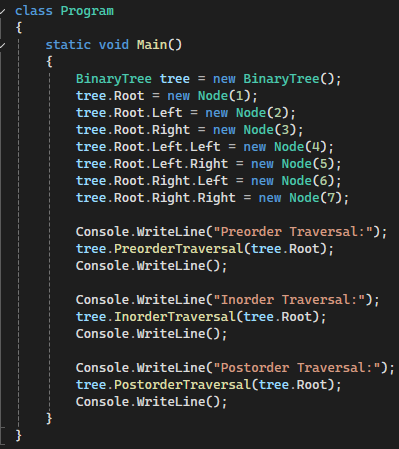 class Program
{
    static void Main()
    {
        BinaryTree tree = new BinaryTree();
        tree.Root = new Node(1);
        tree.Root.Left = new Node(2);
        tree.Root.Right = new Node(3);
        tree.Root.Left.Left = new Node(4);
        tree.Root.Left.Right = new Node(5);
        tree.Root.Right.Left = new Node(6);
        tree.Root.Right.Right = new Node(7);

        Console.WriteLine("Preorder Traversal:");
        tree.PreorderTraversal(tree.Root);
        Console.WriteLine();

        Console.WriteLine("Inorder Traversal:");
        tree.InorderTraversal(tree.Root);
        Console.WriteLine();

        Console.WriteLine("Postorder Traversal:");
        tree.PostorderTraversal(tree.Root);
        Console.WriteLine();
    }
}